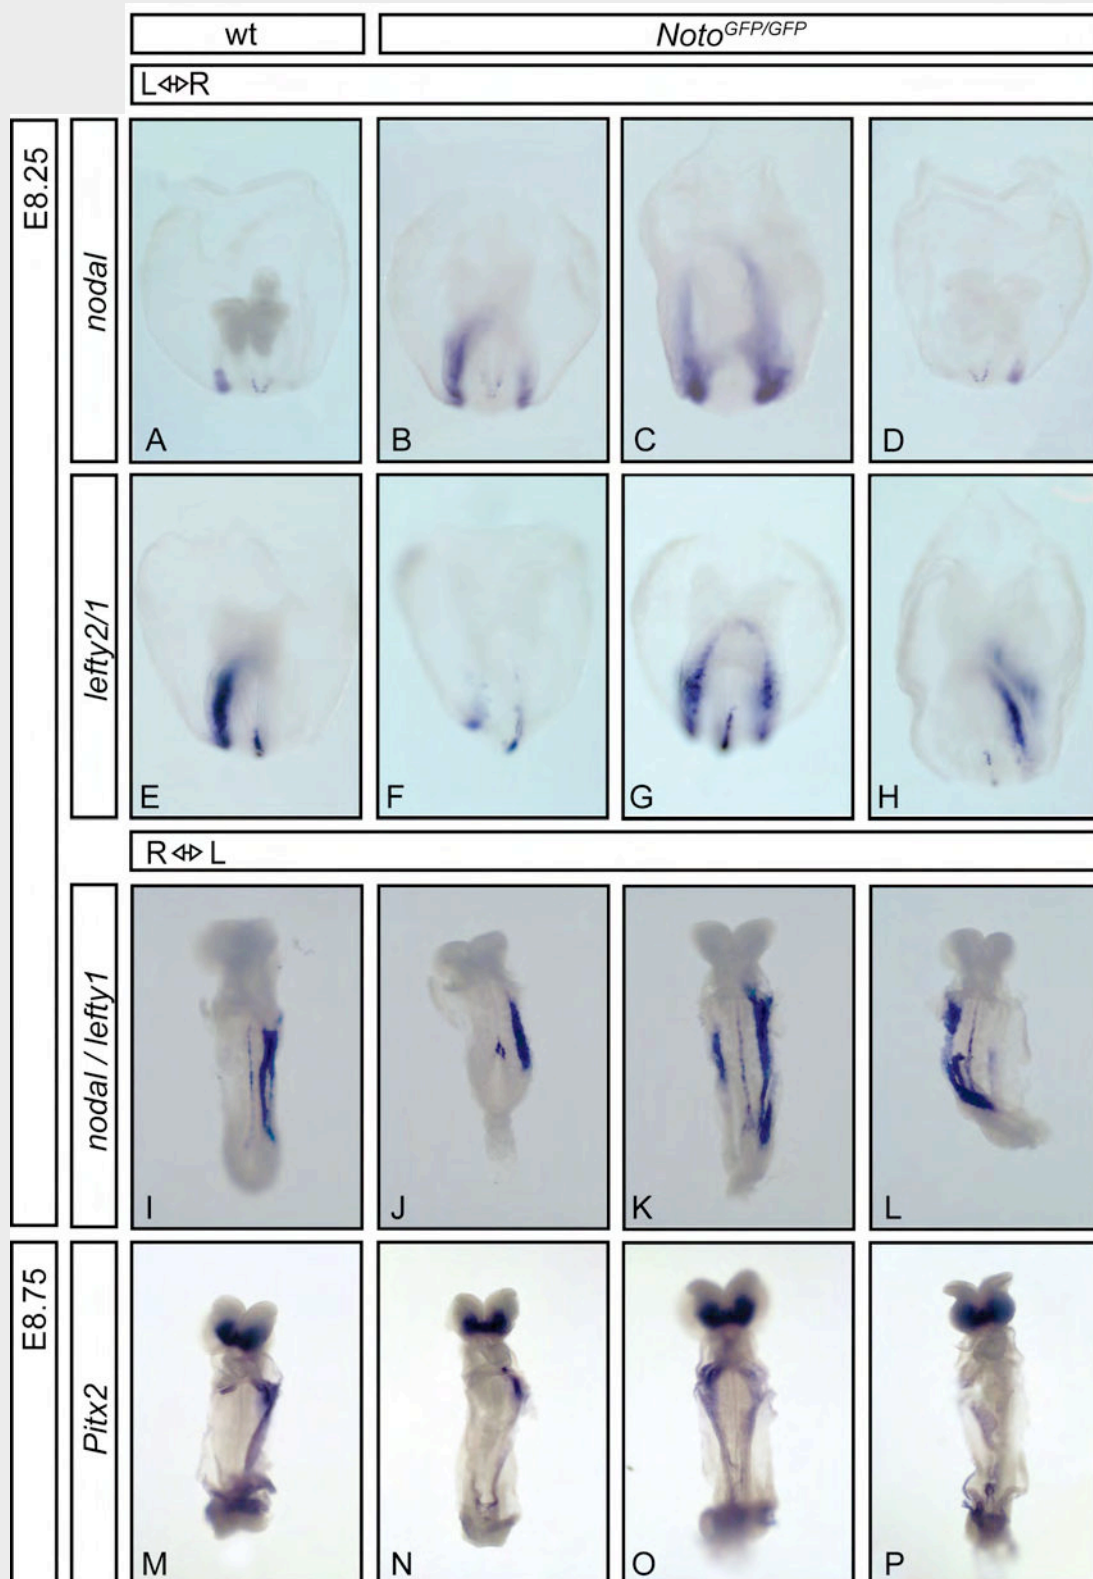 wt
Noto^GFP/GFP
L⇔R
E8.25
nodal
A
B
C
D
lefty2/1
E
F
G
H
R⇔L
nodal / lefty1
I
J
K
L
E8.75
Pitx2
M
N
O
P